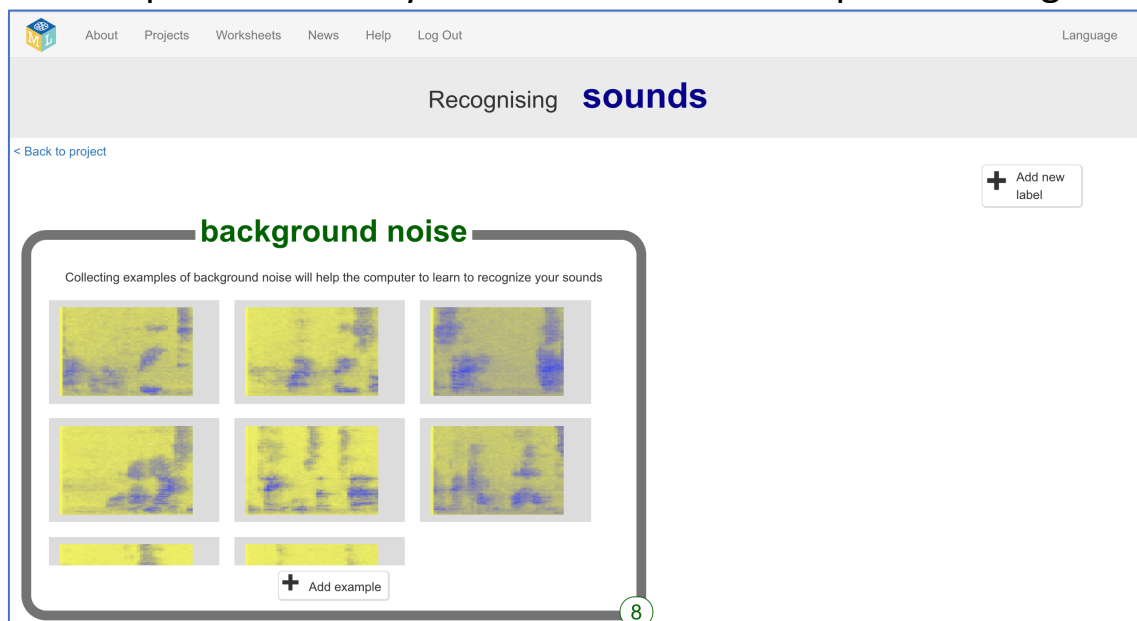 About Projects Worksheets News Help Log Out Language
Recognising sounds
< Back to project
+ Add new
label
background noise
Collecting examples of background noise will help the computer to learn to recognize your sounds
+ Add example
8